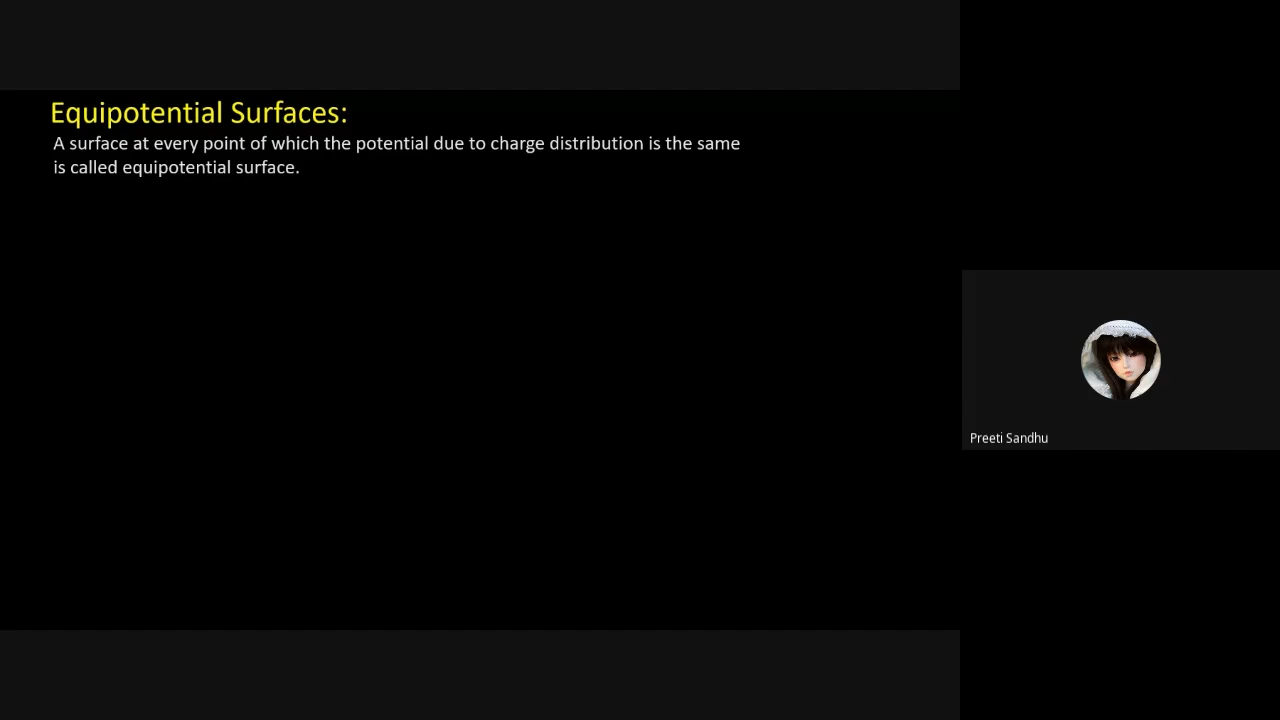 Equipotential Surfaces:
A surface at every point of which the potential due to charge distribution is the same
is called equipotential surface.
Preeti Sandhu